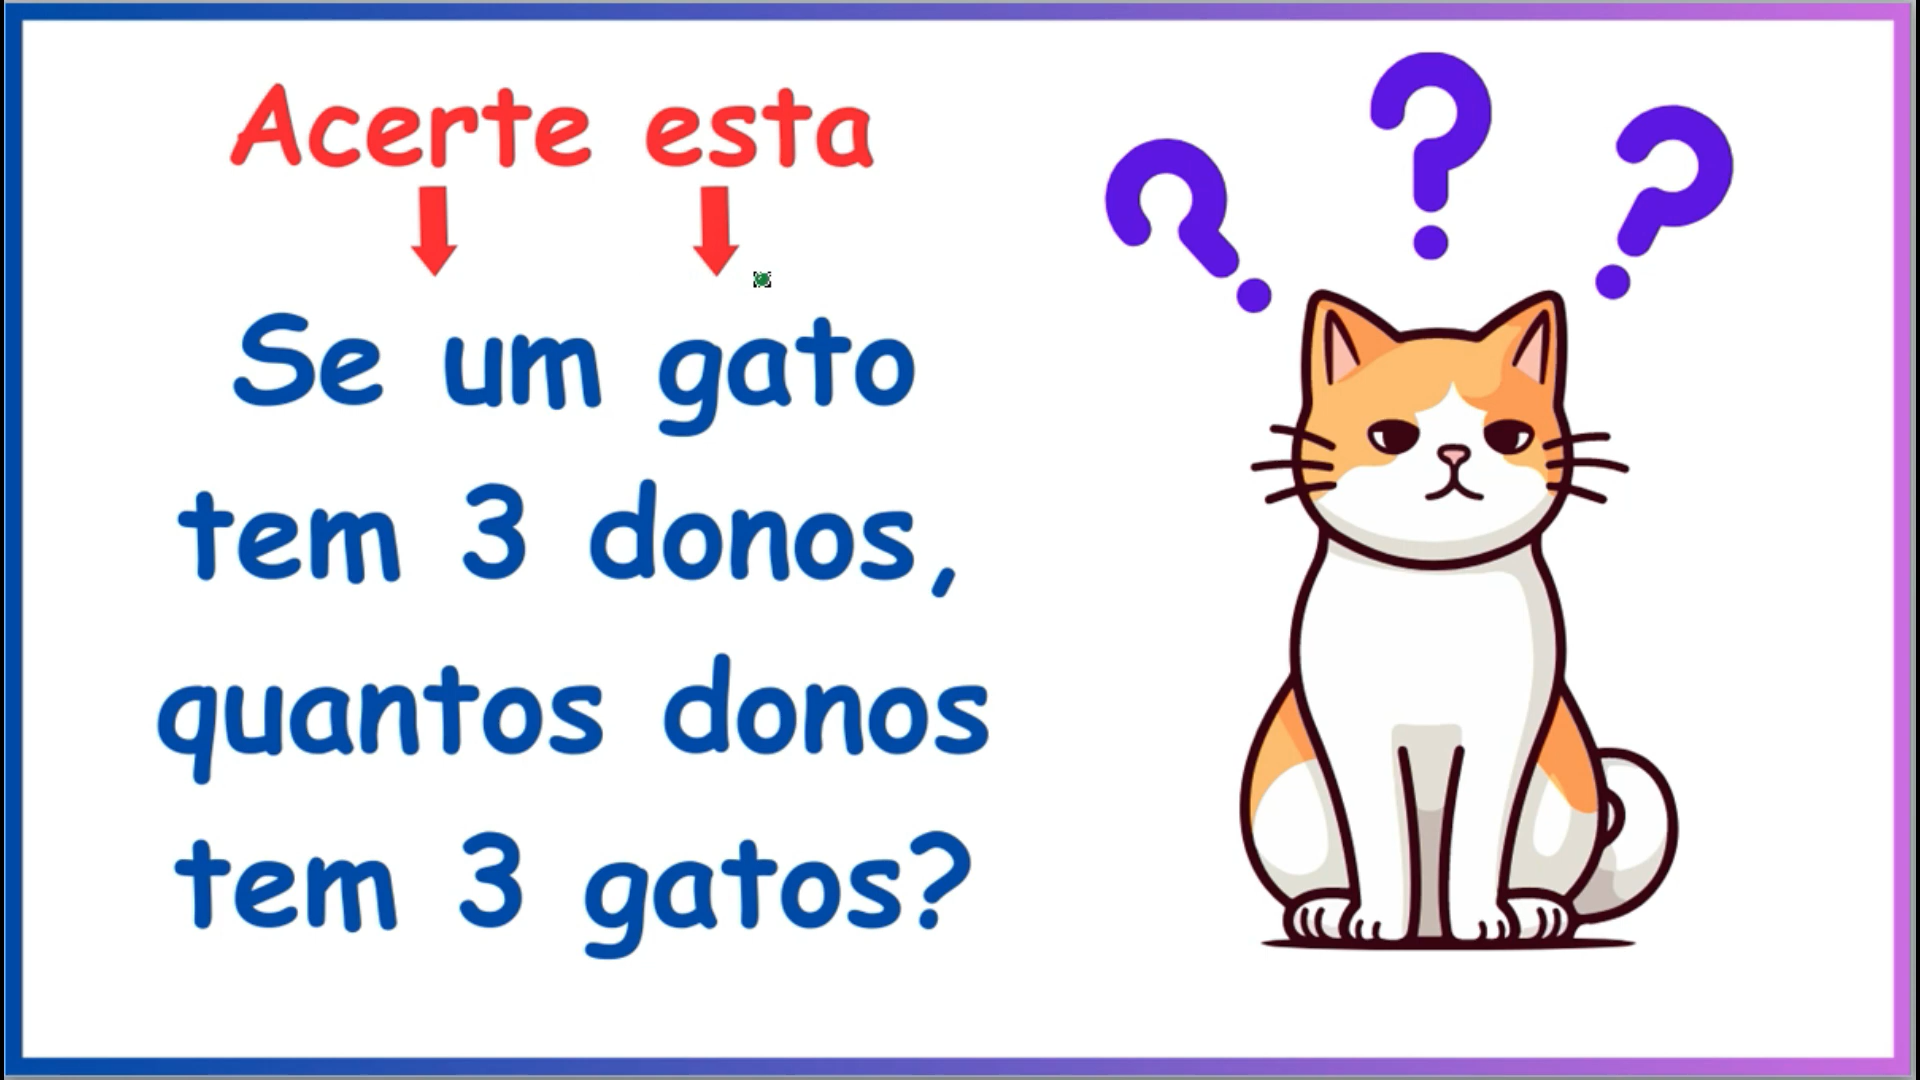 Acerte esta
Se um gato
tem 3 donos,
quantos donos
tem 3 gatos?
? ? ?